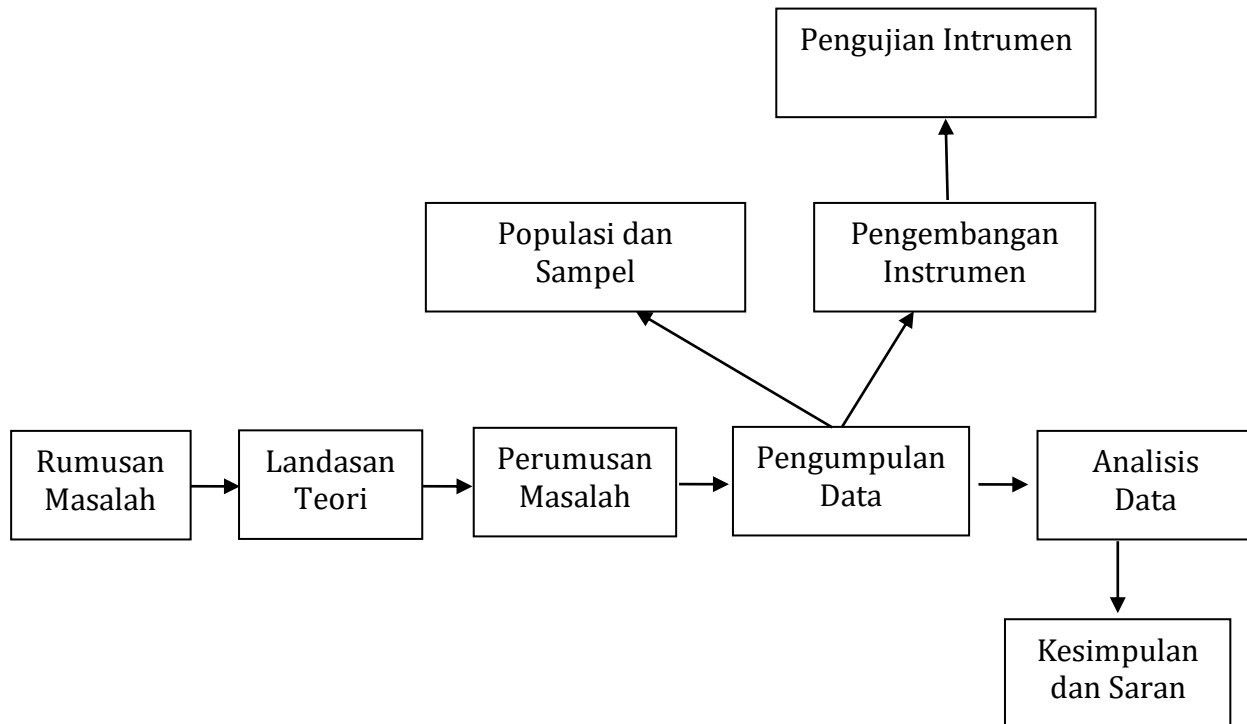 Pengujian Intrumen
Populasi dan
Sampel
Pengembangan
Instrumen
Rumusan
Masalah
Landasan
Teori
Perumusan
Masalah
Pengumpulan
Data
Analisis
Data
Kesimpulan
dan Saran